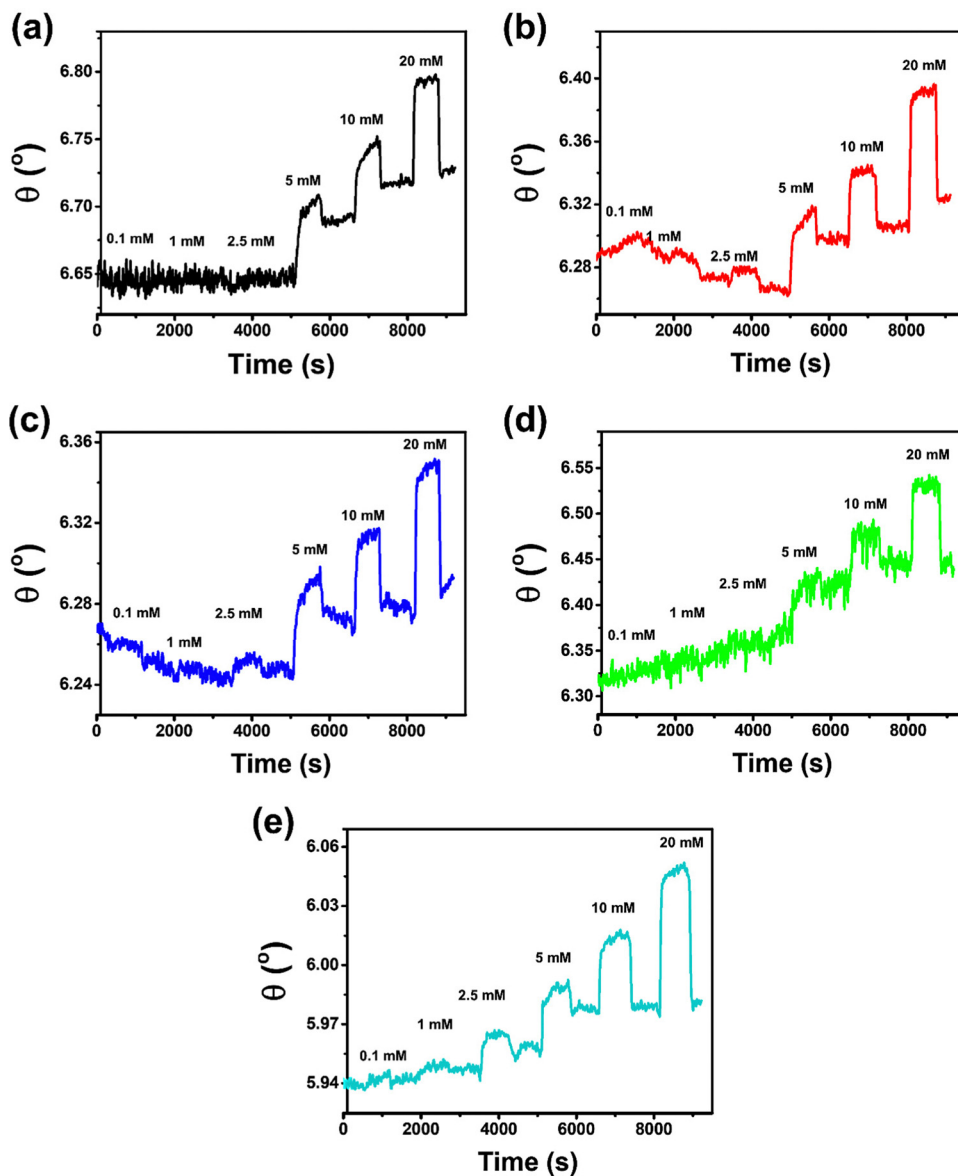 (a)
θ (º)
6.80
6.75
6.70
6.65
0.1 mM
1 mM
2.5 mM
5 mM
10 mM
20 mM
0
2000
4000
6000
8000
Time (s)
(b)
θ (º)
6.40
6.36
6.32
6.28
0.1 mM
1 mM
2.5 mM
5 mM
10 mM
20 mM
0
2000
4000
6000
8000
Time (s)
(c)
θ (º)
6.36
6.32
6.28
6.24
0.1 mM
1 mM
2.5 mM
5 mM
10 mM
20 mM
0
2000
4000
6000
8000
Time (s)
(d)
θ (º)
6.55
6.50
6.45
6.40
6.35
6.30
0.1 mM
1 mM
2.5 mM
5 mM
10 mM
20 mM
0
2000
4000
6000
8000
Time (s)
(e)
θ (º)
6.06
6.03
6.00
5.97
5.94
0.1 mM
1 mM
2.5 mM
5 mM
10 mM
20 mM
0
2000
4000
6000
8000
Time (s)